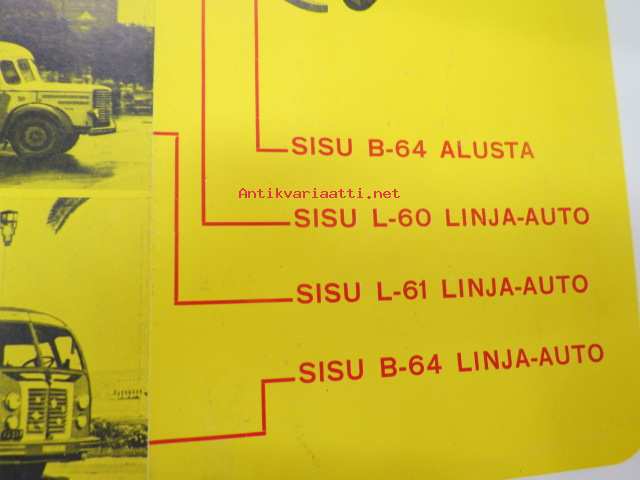 SISU B-64 ALUSTA
Antikvariaatti.net
SISU L-60 LINJA-AUTO
SISU L-61 LINJA-AUTO
SISU B-64 LINJA-AUTO